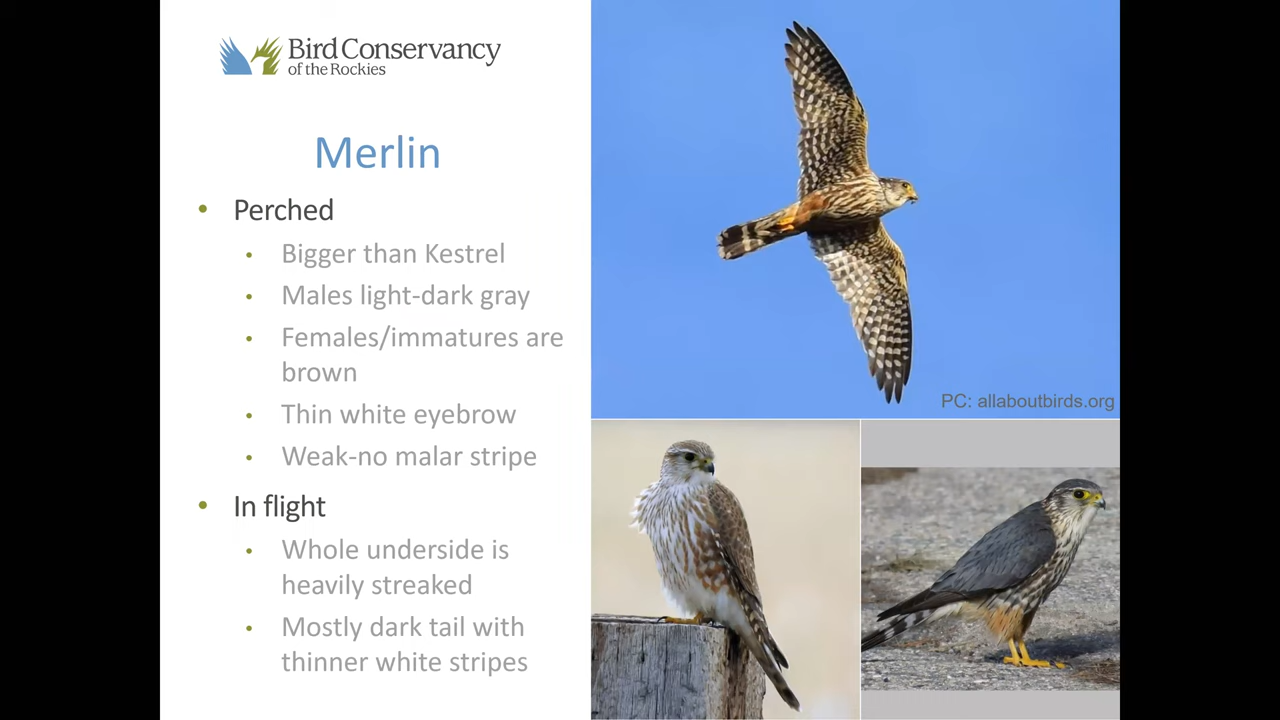 Bird Conservancy
of the Rockies
Merlin
• Perched
• Bigger than Kestrel
• Males light-dark gray
• Females/immatures are
brown
• Thin white eyebrow
• Weak-no malar stripe
• In flight
• Whole underside is
heavily streaked
• Mostly dark tail with
thinner white stripes
PC: allaboutbirds.org